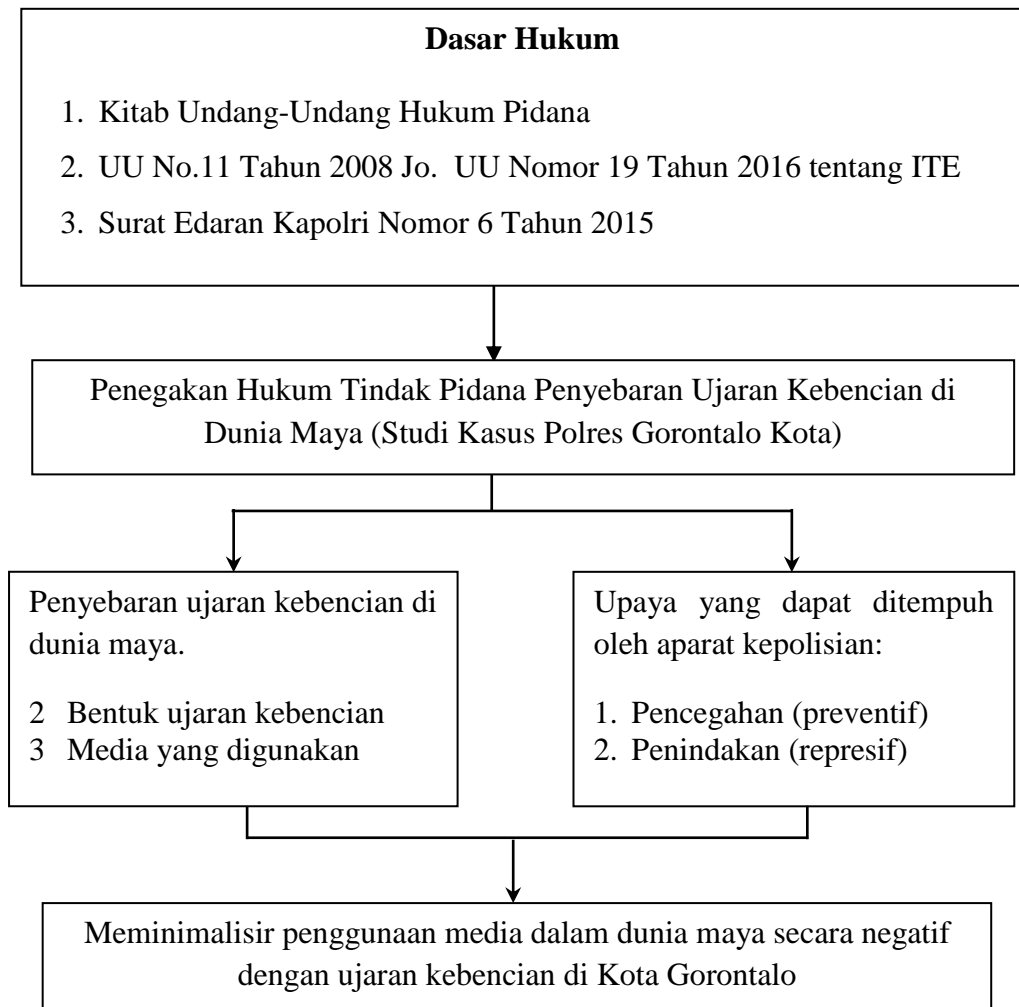 Dasar Hukum
1. Kitab Undang-Undang Hukum Pidana
2. UU No.11 Tahun 2008 Jo. UU Nomor 19 Tahun 2016 tentang ITE
3. Surat Edaran Kapolri Nomor 6 Tahun 2015
Penegakan Hukum Tindak Pidana Penyebaran Ujaran Kebencian di
Dunia Maya (Studi Kasus Polres Gorontalo Kota)
Penyebaran ujaran kebencian di
dunia maya.
2 Bentuk ujaran kebencian
3 Media yang digunakan
Upaya yang dapat ditempuh
oleh aparat kepolisian:
1. Pencegahan (preventif)
2. Penindakan (represif)
Meminimalisir penggunaan media dalam dunia maya secara negatif
dengan ujaran kebencian di Kota Gorontalo